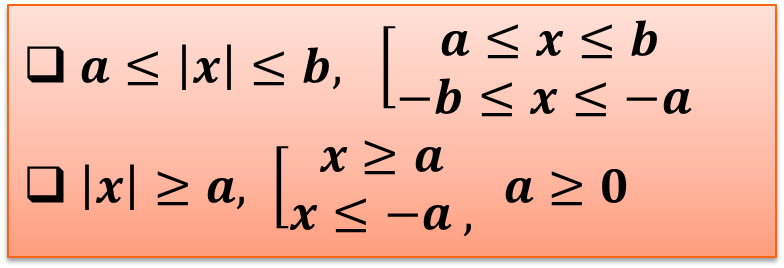 ❑ a ≤ |x| ≤ b, [ a ≤ x ≤ b
−b ≤ x ≤ −a
❑ |x| ≥ a, [ x ≥ a
x ≤ −a , a ≥ 0